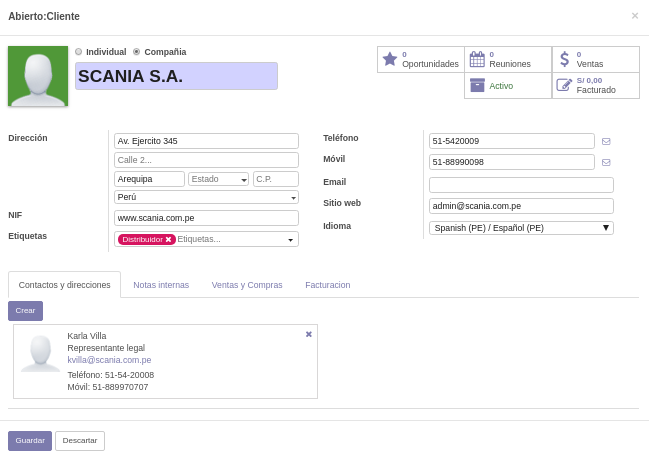 Abierto:Cliente
×
Individual Compañia
SCANIA S.A.
0
Oportunidades
0
Reuniones
0
Ventas
Activo
S/ 0,00
Facturado
Dirección
Av. Ejercito 345
Calle 2...
Arequipa
Estado
C.P.
Perú
NIF
www.scania.com.pe
Etiquetas
Distribuidor ✖ Etiquetas...
Teléfono
51-5420009
Móvil
51-88990098
Email
Sitio web
admin@scania.com.pe
Idioma
Spanish (PE) / Español (PE)
Contactos y direcciones
Notas internas
Ventas y Compras
Facturacion
Crear
Karla Villa
Representante legal
kvilla@scania.com.pe
Teléfono: 51-54-20008
Móvil: 51-889970707
✖
Guardar
Descartar